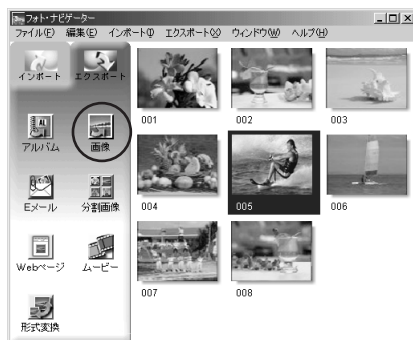 フォト・ナビゲーター
ファイル(F) 編集(E) インポート(I) エクスポート(X) ウィンドウ(W) ヘルプ(H)
インポート エクスポート
アルバム 画像
Eメール 分割画像
Webページ ムービー
形式変換
001 002 003
004 005 006
007 008